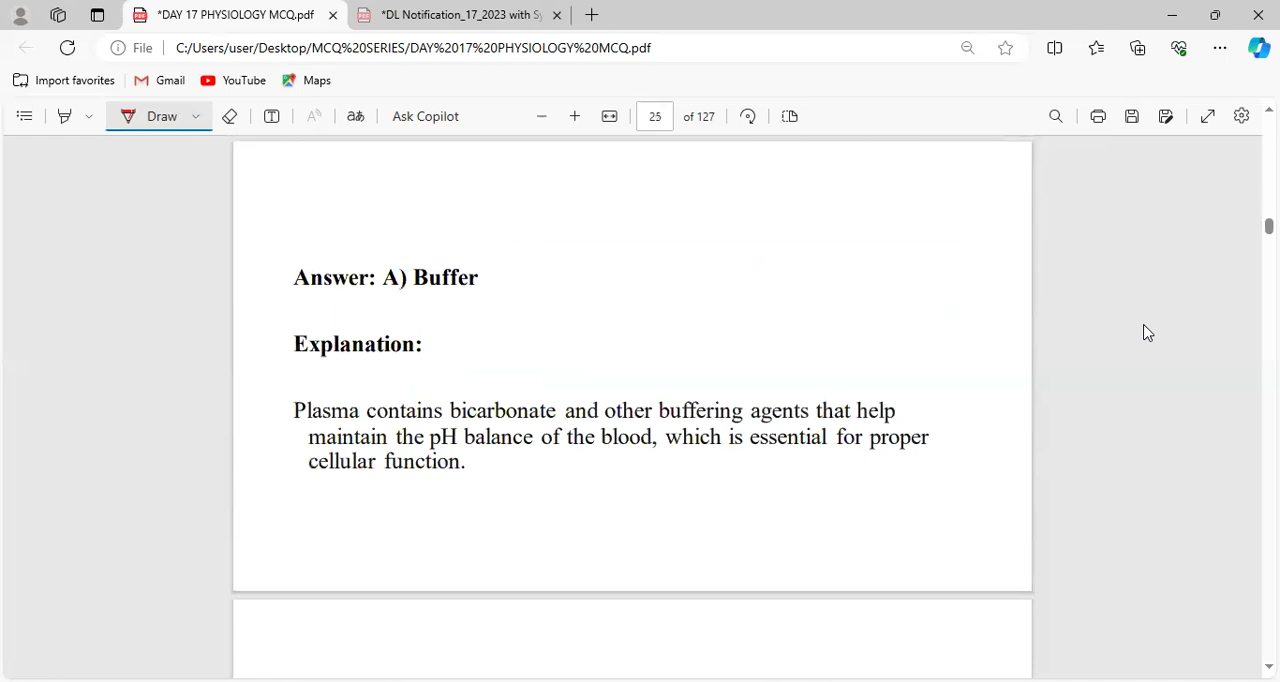 *DAY 17 PHYSIOLOGY MCQ.pdf
*DL Notification_17_2023 with Sy
File
C:/Users/user/Desktop/MCQ%20SERIES/DAY%2017%20PHYSIOLOGY%20MCQ.pdf
Import favorites
Gmail
YouTube
Maps
Draw
Ask Copilot
25
of 127
Answer: A) Buffer
Explanation:
Plasma contains bicarbonate and other buffering agents that help
maintain the pH balance of the blood, which is essential for proper
cellular function.